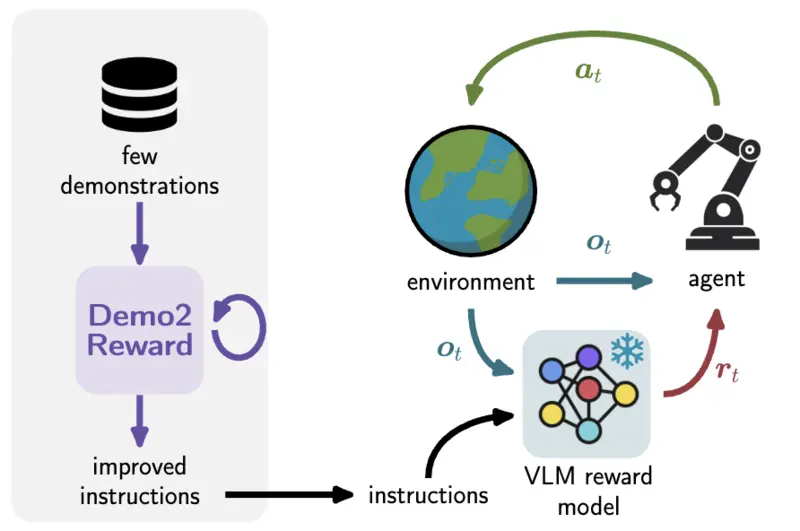 few
demonstrations
Demo2
Reward
improved
instructions
instructions
a_t
environment
o_t
agent
o_t
r_t
VLM reward
model